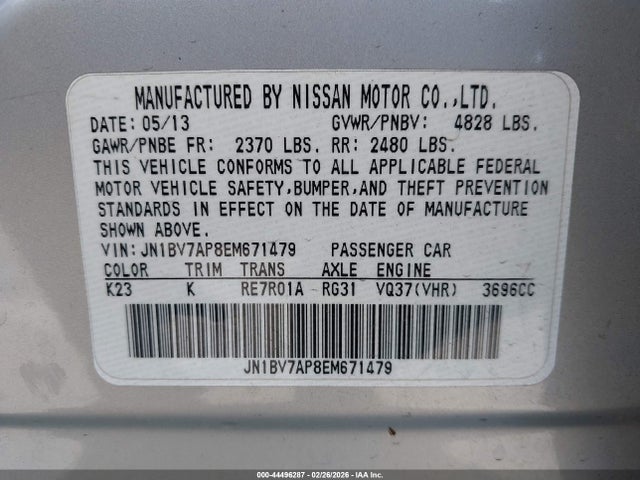 MANUFACTURED BY NISSAN MOTOR CO.,LTD.
DATE: 05/13 GVWR/PNBV: 4828 LBS.
GAWR/PNBE FR: 2370 LBS. RR: 2480 LBS.
THIS VEHICLE CONFORMS TO ALL APPLICABLE FEDERAL
MOTOR VEHICLE SAFETY,BUMPER,AND THEFT PREVENTION
STANDARDS IN EFFECT ON THE DATE OF MANUFACTURE
SHOWN ABOVE.
VIN:JN1BV7AP8EM671479 PASSENGER CAR
COLOR TRIM TRANS AXLE ENGINE
K23 K RE7R01A RG31 VQ37(VHR) 3696CC
JN1BV7AP8EM671479
000-44496287 - 02/26/2026 - IAA Corp.